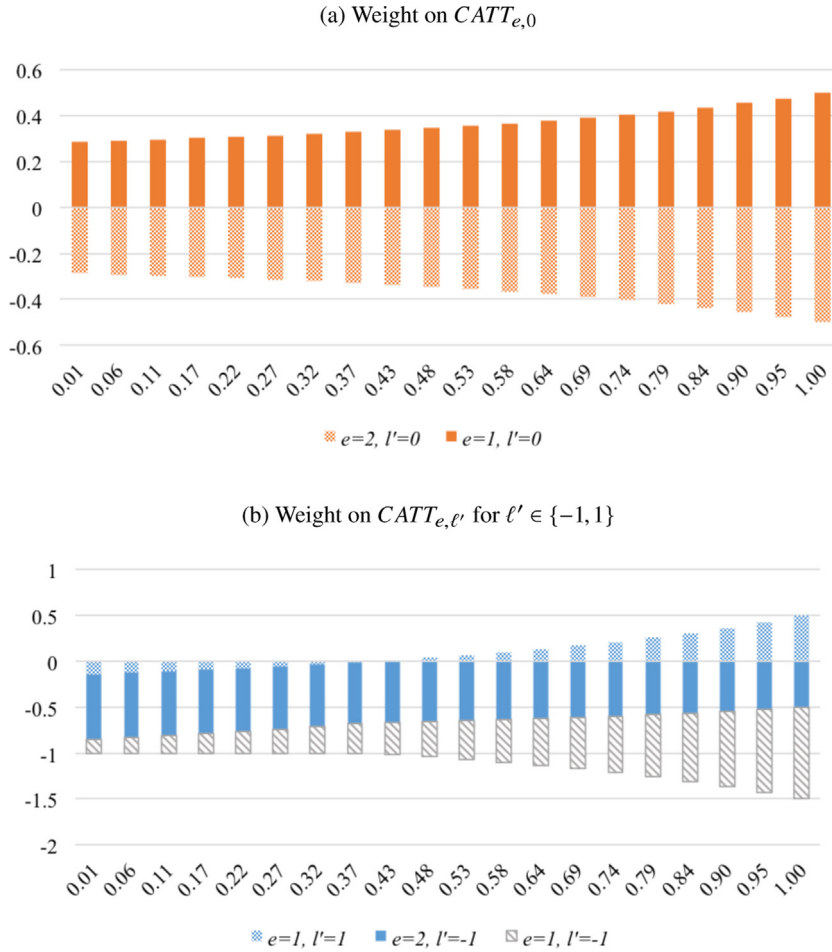 (a) Weight on CATTe,0
0.6
0.4
0.2
0
-0.2
-0.4
-0.6
0.01 0.06 0.11 0.17 0.22 0.27 0.32 0.37 0.43 0.48 0.53 0.58 0.64 0.69 0.74 0.79 0.84 0.90 0.95 1.00
e=2, l'=0 e=1, l'=0
(b) Weight on CATTe,ℓ′ for ℓ′ ∈ {−1, 1}
1
0.5
0
-0.5
-1
-1.5
-2
0.01 0.06 0.11 0.17 0.22 0.27 0.32 0.37 0.43 0.48 0.53 0.58 0.64 0.69 0.74 0.79 0.84 0.90 0.95 1.00
e=1, l'=1 e=2, l'=-1 e=1, l'=-1